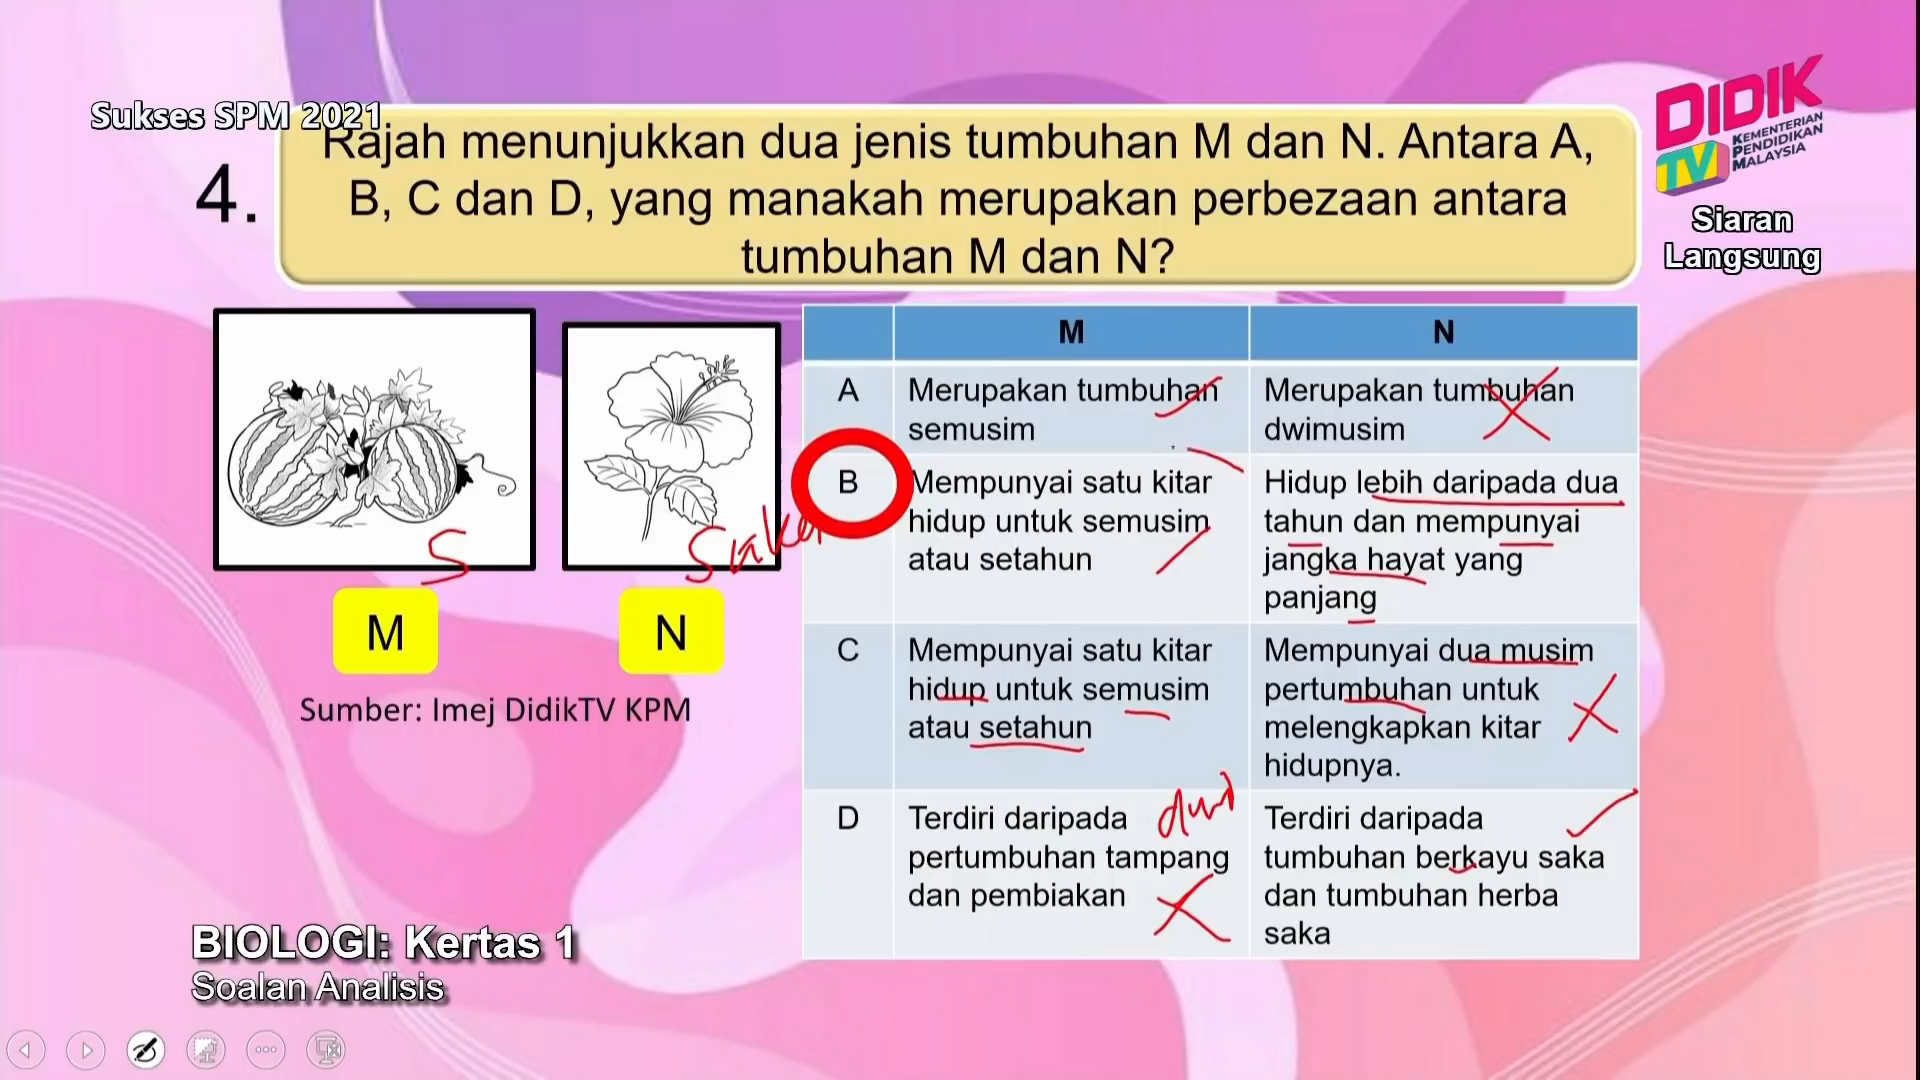 Sukses SPM 2021
4.
Rajah menunjukkan dua jenis tumbuhan M dan N. Antara A,
B, C dan D, yang manakah merupakan perbezaan antara
tumbuhan M dan N?
DIDIK
TV
KEMENTERIAN
PENDIDIKAN
MALAYSIA
Siaran
Langsung
S
Saka
M
N
Sumber: Imej DidikTV KPM
M
N
A
Merupakan tumbuhan
semusim
Merupakan tumbuhan
dwimusim
B
Mempunyai satu kitar
hidup untuk semusim
atau setahun
Hidup lebih daripada dua
tahun dan mempunyai
jangka hayat yang
panjang
C
Mempunyai satu kitar
hidup untuk semusim
atau setahun
Mempunyai dua musim
pertumbuhan untuk
melengkapkan kitar
hidupnya.
D
Terdiri daripada
pertumbuhan tampang
dan pembiakan
Terdiri daripada
tumbuhan berkayu saka
dan tumbuhan herba
saka
BIOLOGI: Kertas 1
Soalan Analisis